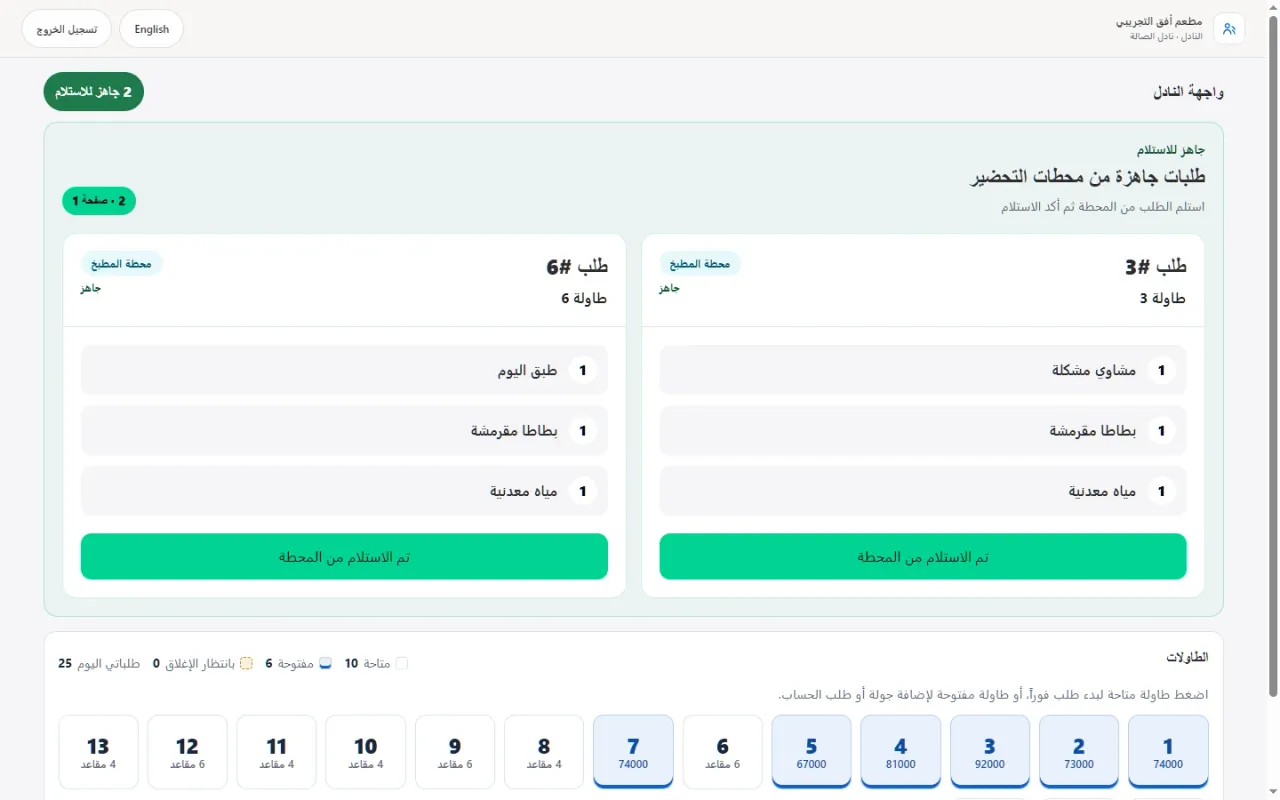 مطعم أفق التجريبي
النادل · نادل الصالة
English
تسجيل الخروج
واجهة النادل
2 جاهز للاستلام
جاهز للاستلام
طلبات جاهزة من محطات التحضير
استلم الطلب من المحطة ثم أكد الاستلام
2 · صفحة 1
طلب #3
محطة المطبخ
طاولة 3
جاهز
1 مشاوي مشكلة
1 بطاطا مقرمشة
1 مياه معدنية
تم الاستلام من المحطة
طلب #6
محطة المطبخ
طاولة 6
جاهز
1 طبق اليوم
1 بطاطا مقرمشة
1 مياه معدنية
تم الاستلام من المحطة
الطاولات
متاحة 10 مفتوحة 6 بانتظار الإغلاق 0 طلباتي اليوم 25
اضغط طاولة متاحة لبدء طلب فوراً، أو طاولة مفتوحة لإضافة جولة أو طلب الحساب.
1
74000
2
73000
3
92000
4
81000
5
67000
6
6 مقاعد
7
74000
8
4 مقاعد
9
6 مقاعد
10
4 مقاعد
11
4 مقاعد
12
6 مقاعد
13
4 مقاعد